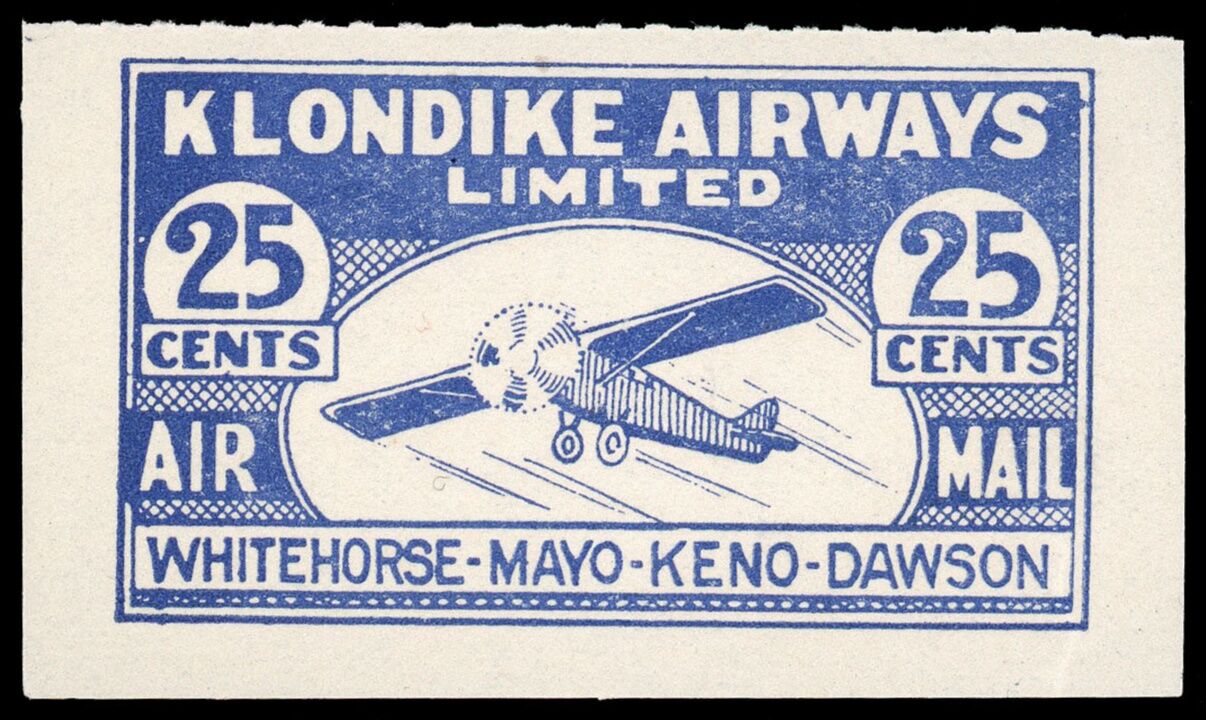 KLONDIKE AIRWAYS
LIMITED
25 CENTS
25 CENTS
AIR MAIL
WHITEHORSE-MAYO-KENO-DAWSON